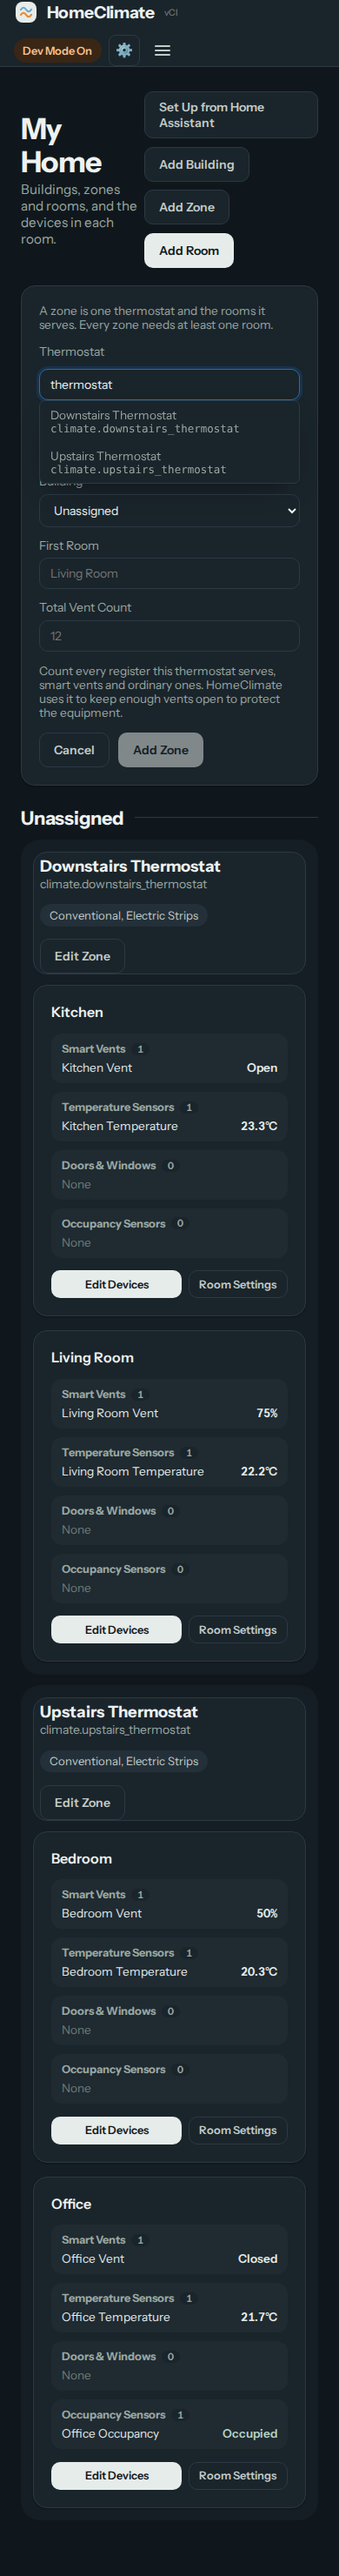 HomeClimate vCI
Dev Mode On
My
Home
Buildings, zones
and rooms, and the
devices in each
room.
Set Up from Home
Assistant
Add Building
Add Zone
Add Room
A zone is one thermostat and the rooms it
serves. Every zone needs at least one room.
Thermostat
thermostat
Downstairs Thermostat
climate.downstairs_thermostat
Upstairs Thermostat
climate.upstairs_thermostat
Building
Unassigned
First Room
Living Room
Total Vent Count
12
Count every register this thermostat serves,
smart vents and ordinary ones. HomeClimate
uses it to keep enough vents open to protect
the equipment.
Cancel
Add Zone
Unassigned
Downstairs Thermostat
climate.downstairs_thermostat
Conventional, Electric Strips
Edit Zone
Kitchen
Smart Vents 1
Kitchen Vent Open
Temperature Sensors 1
Kitchen Temperature 23.3°C
Doors & Windows 0
None
Occupancy Sensors 0
None
Edit Devices Room Settings
Living Room
Smart Vents 1
Living Room Vent 75%
Temperature Sensors 1
Living Room Temperature 22.2°C
Doors & Windows 0
None
Occupancy Sensors 0
None
Edit Devices Room Settings
Upstairs Thermostat
climate.upstairs_thermostat
Conventional, Electric Strips
Edit Zone
Bedroom
Smart Vents 1
Bedroom Vent 50%
Temperature Sensors 1
Bedroom Temperature 20.3°C
Doors & Windows 0
None
Occupancy Sensors 0
None
Edit Devices Room Settings
Office
Smart Vents 1
Office Vent Closed
Temperature Sensors 1
Office Temperature 21.7°C
Doors & Windows 0
None
Occupancy Sensors 1
Office Occupancy Occupied
Edit Devices Room Settings